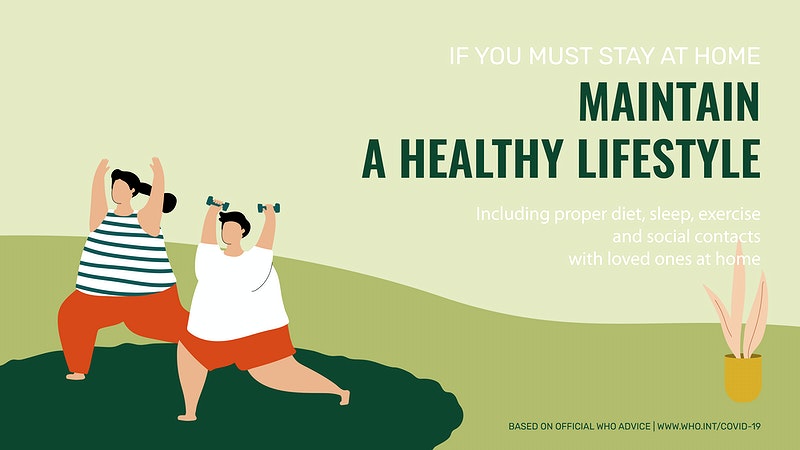 IF YOU MUST STAY AT HOME
MAINTAIN
A HEALTHY LIFESTYLE
Including proper diet, sleep, exercise
and social contacts
with loved ones at home
BASED ON OFFICIAL WHO ADVICE | WWW.WHO.INT/COVID-19